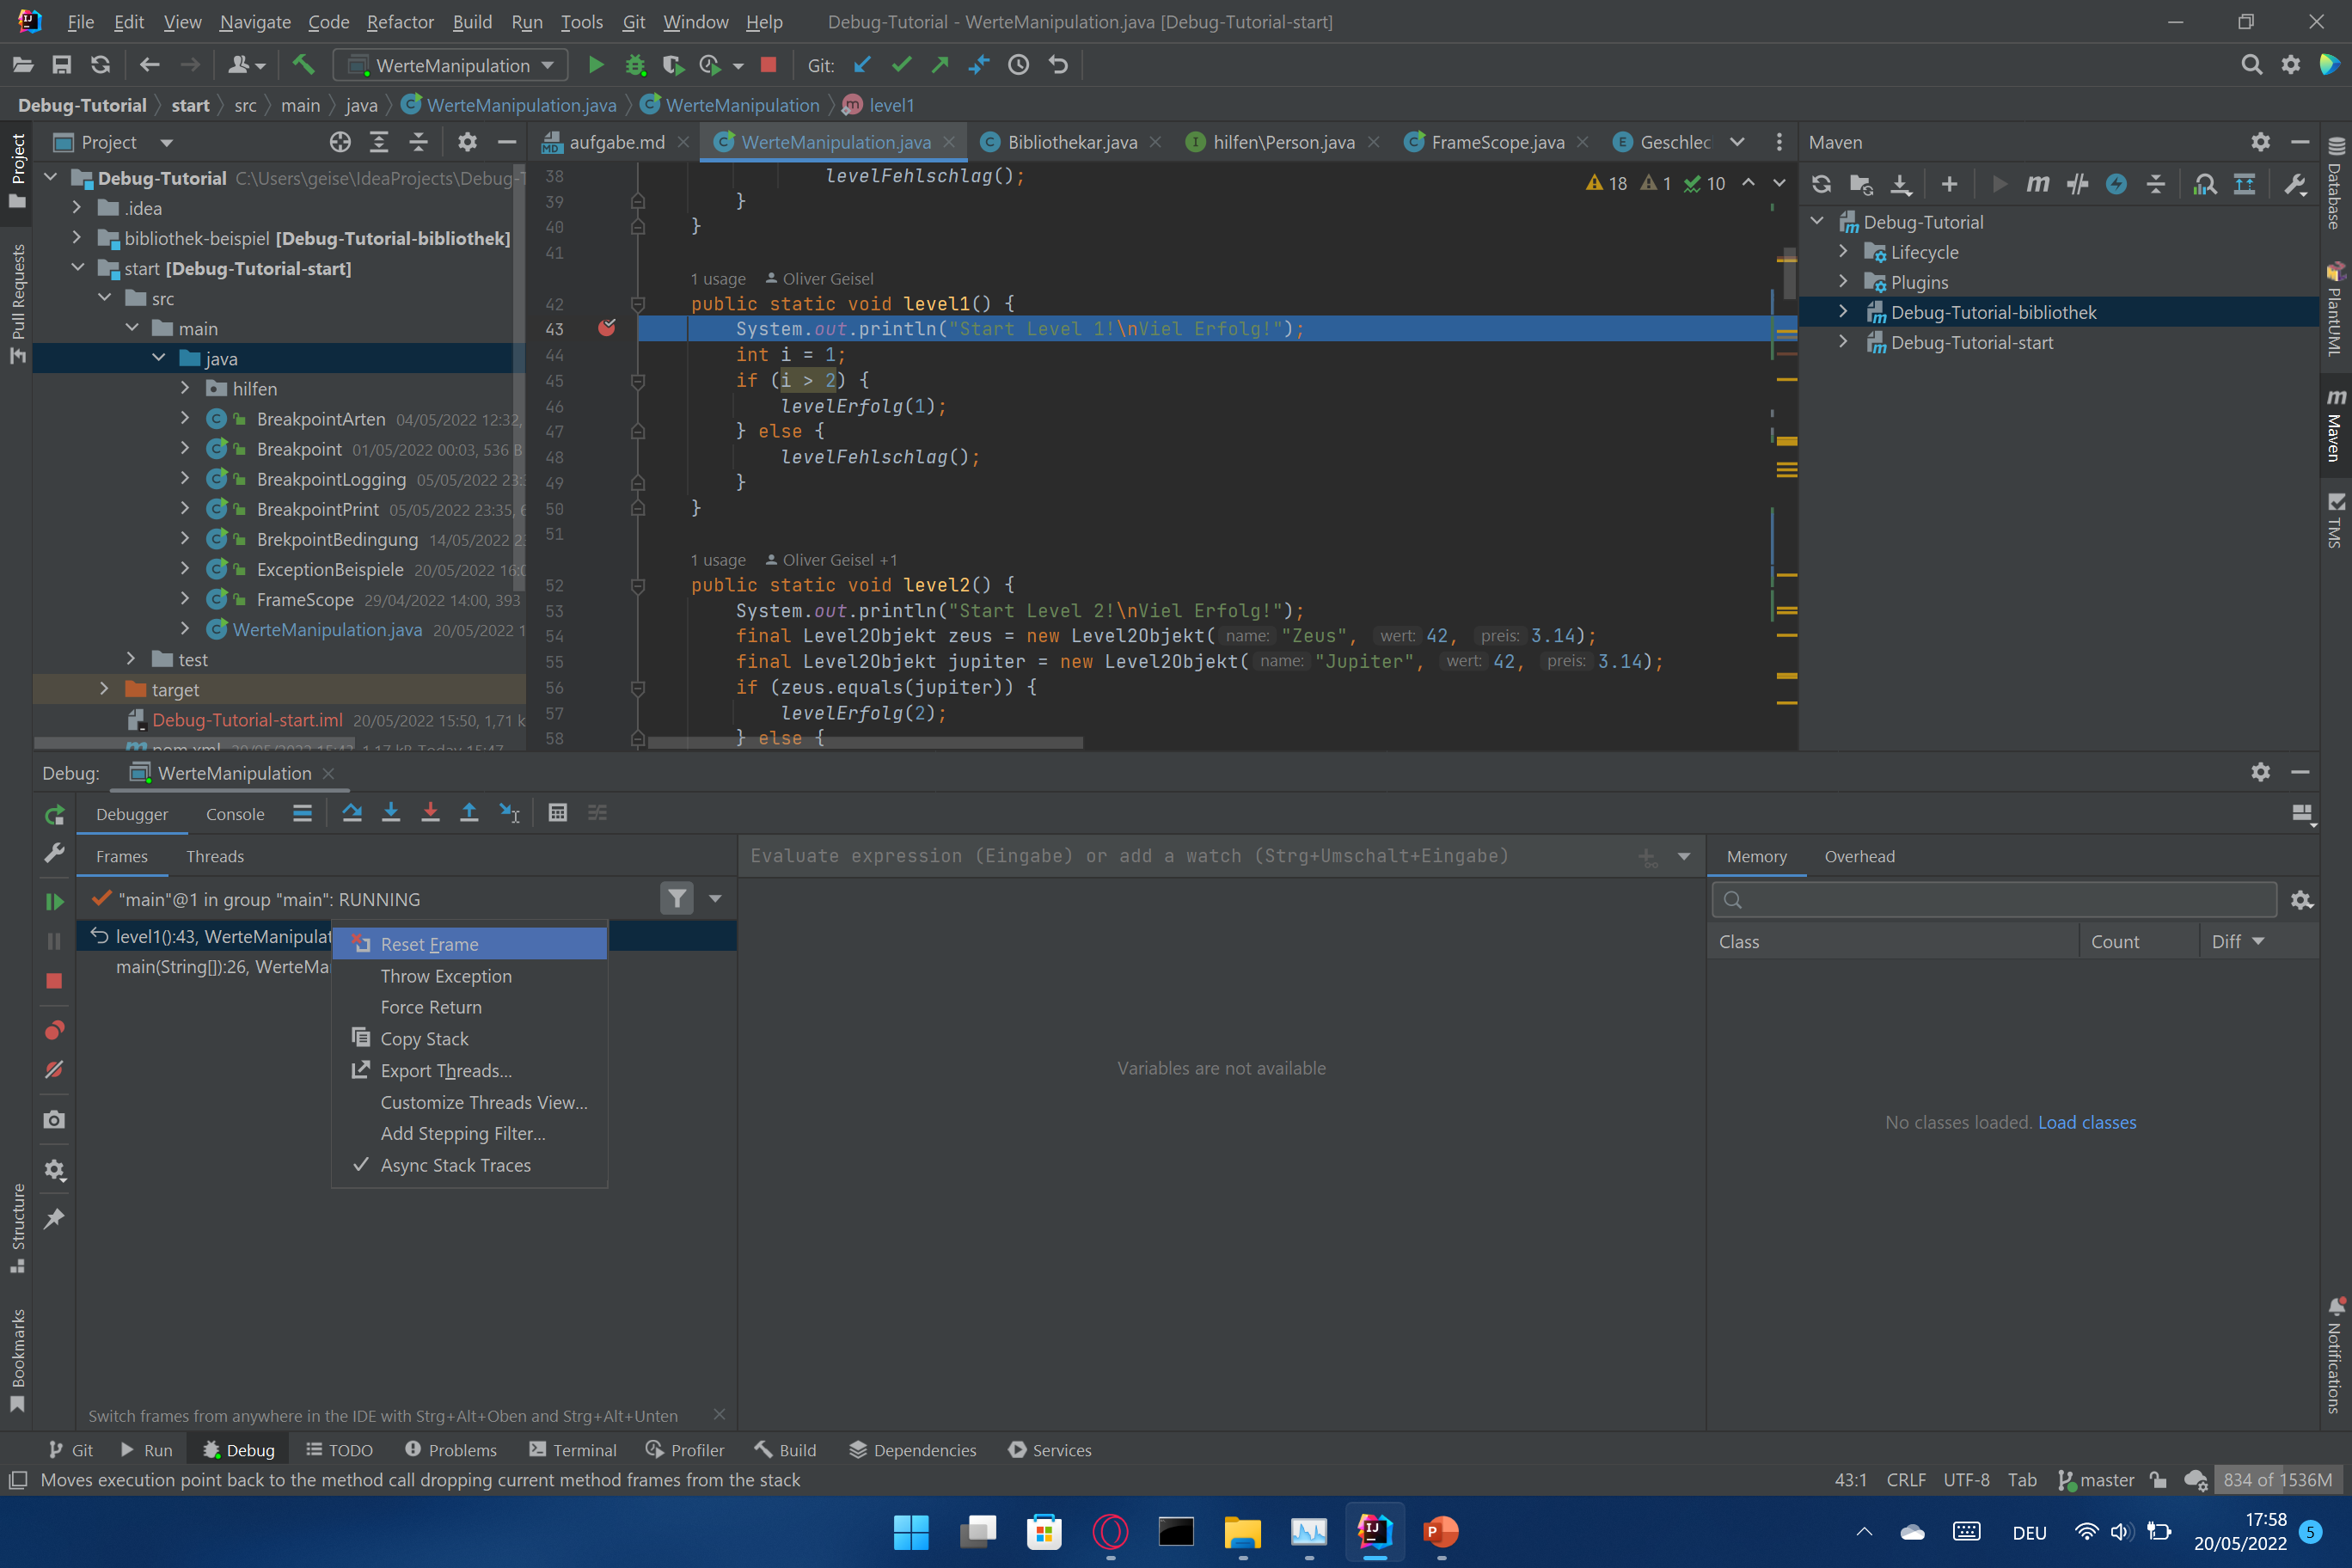 File Edit View Navigate Code Refactor Build Run Tools Git Window Help Debug-Tutorial - WerteManipulation.java [Debug-Tutorial-start]
WerteManipulation Git:
Debug-Tutorial start src main java WerteManipulation.java WerteManipulation level1
Project
aufgabe.md WerteManipulation.java Bibliothekar.java hilfen\Person.java FrameScope.java Geschlec
Maven
Debug-Tutorial C:\Users\geise\IdeaProjects\Debug-T
.idea
bibliothek-beispiel [Debug-Tutorial-bibliothek]
start [Debug-Tutorial-start]
src
main
java
hilfen
BreakpointArten 04/05/2022 12:32,
Breakpoint 01/05/2022 00:03, 536 B
BreakpointLogging 05/05/2022 23:
BreakpointPrint 05/05/2022 23:35, 6
BrekpointBedingung 14/05/2022 2
ExceptionBeispiele 20/05/2022 16:0
FrameScope 29/04/2022 14:00, 393
WerteManipulation.java 20/05/2022 1
test
target
Debug-Tutorial-start.iml 20/05/2022 15:50, 1,71 k
pom.xml 20/05/2022 15:42, 1,17 kB Today 15:47
18 1 10
38 levelFehlschlag();
39 }
40 }
41
1 usage Oliver Geisel
42 public static void level1() {
43 System.out.println("Start Level 1!\nViel Erfolg!");
44 int i = 1;
45 if (i > 2) {
46 levelErfolg(1);
47 } else {
48 levelFehlschlag();
49 }
50 }
51
1 usage Oliver Geisel +1
52 public static void level2() {
53 System.out.println("Start Level 2!\nViel Erfolg!");
54 final Level2Objekt zeus = new Level2Objekt( name: "Zeus", wert: 42, preis: 3.14);
55 final Level2Objekt jupiter = new Level2Objekt( name: "Jupiter", wert: 42, preis: 3.14);
56 if (zeus.equals(jupiter)) {
57 levelErfolg(2);
58 } else {
Debug-Tutorial
Lifecycle
Plugins
Debug-Tutorial-bibliothek
Debug-Tutorial-start
Project
Pull Requests
Structure
Bookmarks
Database
PlantUML
Maven
TMS
Notifications
Debug: WerteManipulation
Debugger Console
Frames Threads
"main"@1 in group "main": RUNNING
level1():43, WerteManipulat
main(String[]):26, WerteMa
Reset Frame
Throw Exception
Force Return
Copy Stack
Export Threads...
Customize Threads View...
Add Stepping Filter...
Async Stack Traces
Switch frames from anywhere in the IDE with Strg+Alt+Oben and Strg+Alt+Unten
Evaluate expression (Eingabe) or add a watch (Strg+Umschalt+Eingabe)
Variables are not available
Memory Overhead
Class Count Diff
No classes loaded. Load classes
Git Run Debug TODO Problems Terminal Profiler Build Dependencies Services
Moves execution point back to the method call dropping current method frames from the stack
43:1 CRLF UTF-8 Tab master 834 of 1536M
DEU
17:58
20/05/2022
5